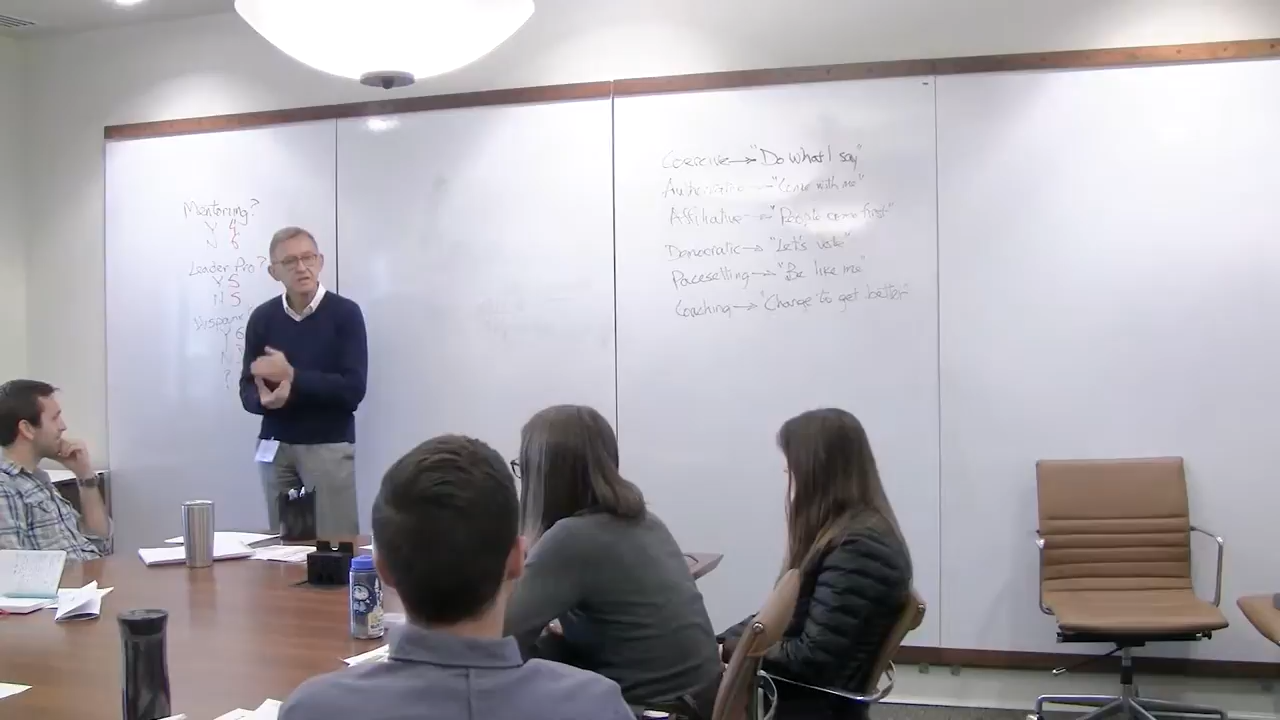 Mentoring?
Y 4
N 6
Leader Pro?
Y 5
N 5
Y 6
N
?
Coercive → "Do what I say"
Authoritative → "Come with me"
Affiliative → "People come first"
Democratic → "Let's vote"
Pacesetting → "Be like me"
Coaching → "Change to get better"